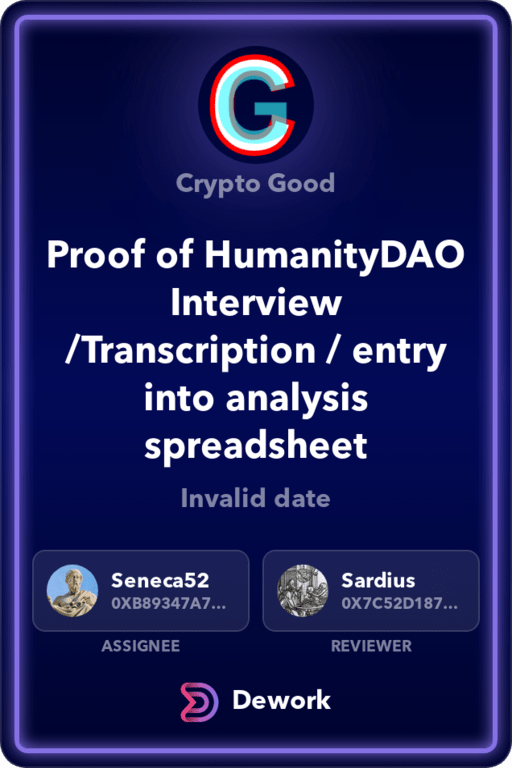 Crypto Good
Proof of HumanityDAO
Interview
/Transcription / entry
into analysis
spreadsheet
Invalid date
Seneca52
0XB89347A7...
ASSIGNEE
Sardius
0X7C52D187...
REVIEWER
Dework